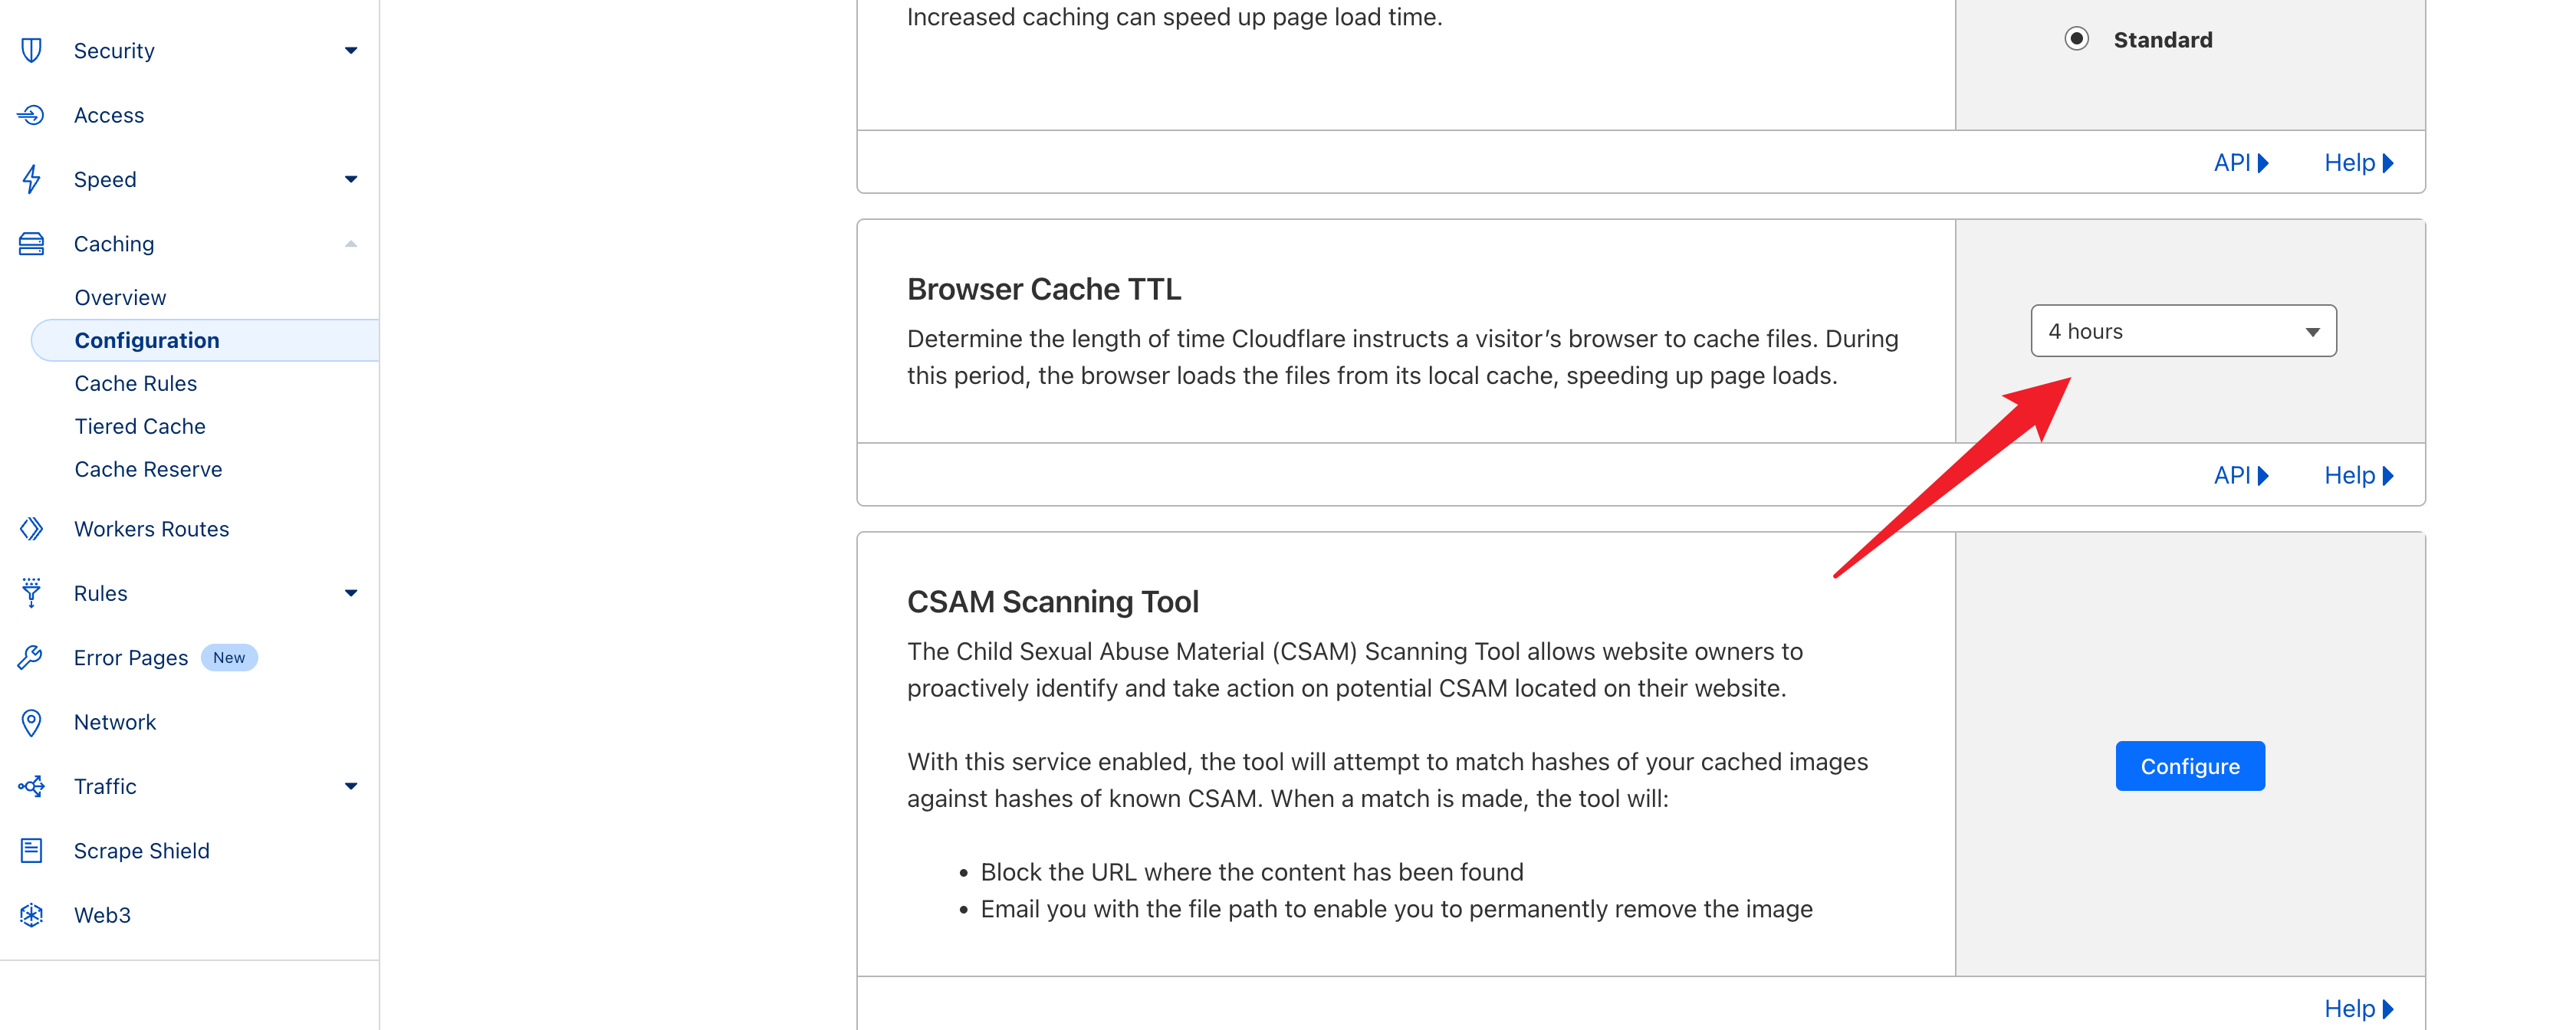 Security
Access
Speed
Caching
Overview
Configuration
Cache Rules
Tiered Cache
Cache Reserve
Workers Routes
Rules
Error Pages New
Network
Traffic
Scrape Shield
Web3
Increased caching can speed up page load time.
Standard
API Help
Browser Cache TTL
Determine the length of time Cloudflare instructs a visitor’s browser to cache files. During
this period, the browser loads the files from its local cache, speeding up page loads.
4 hours
API Help
CSAM Scanning Tool
The Child Sexual Abuse Material (CSAM) Scanning Tool allows website owners to
proactively identify and take action on potential CSAM located on their website.
With this service enabled, the tool will attempt to match hashes of your cached images
against hashes of known CSAM. When a match is made, the tool will:
• Block the URL where the content has been found
• Email you with the file path to enable you to permanently remove the image
Configure
Help